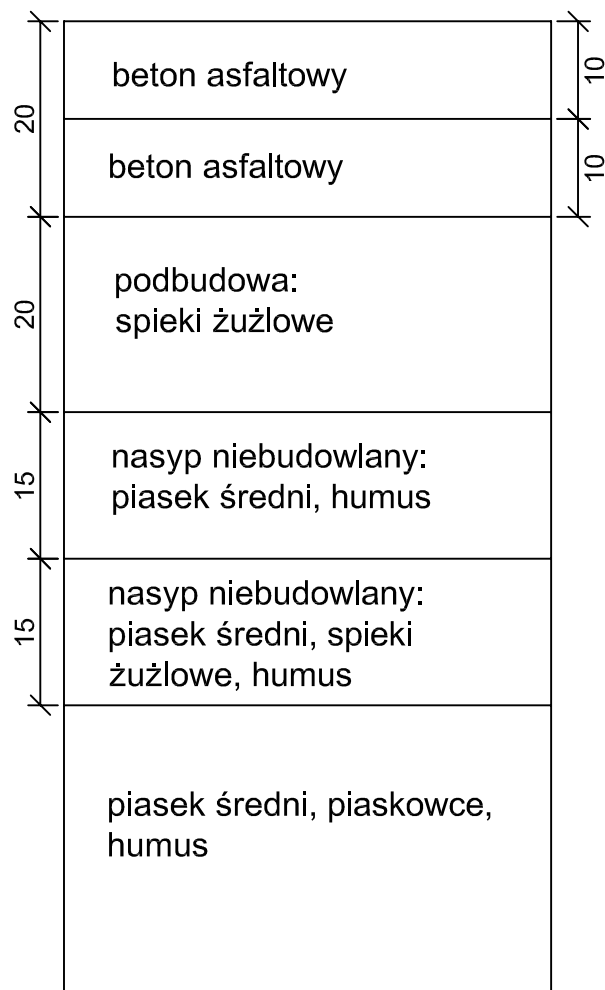 beton asfaltowy
10
20
beton asfaltowy
10
podbudowa:
spieki żużlowe
20
nasyp niebudowlany:
piasek średni, humus
15
nasyp niebudowlany:
piasek średni, spieki
żużlowe, humus
15
piasek średni, piaskowce,
humus